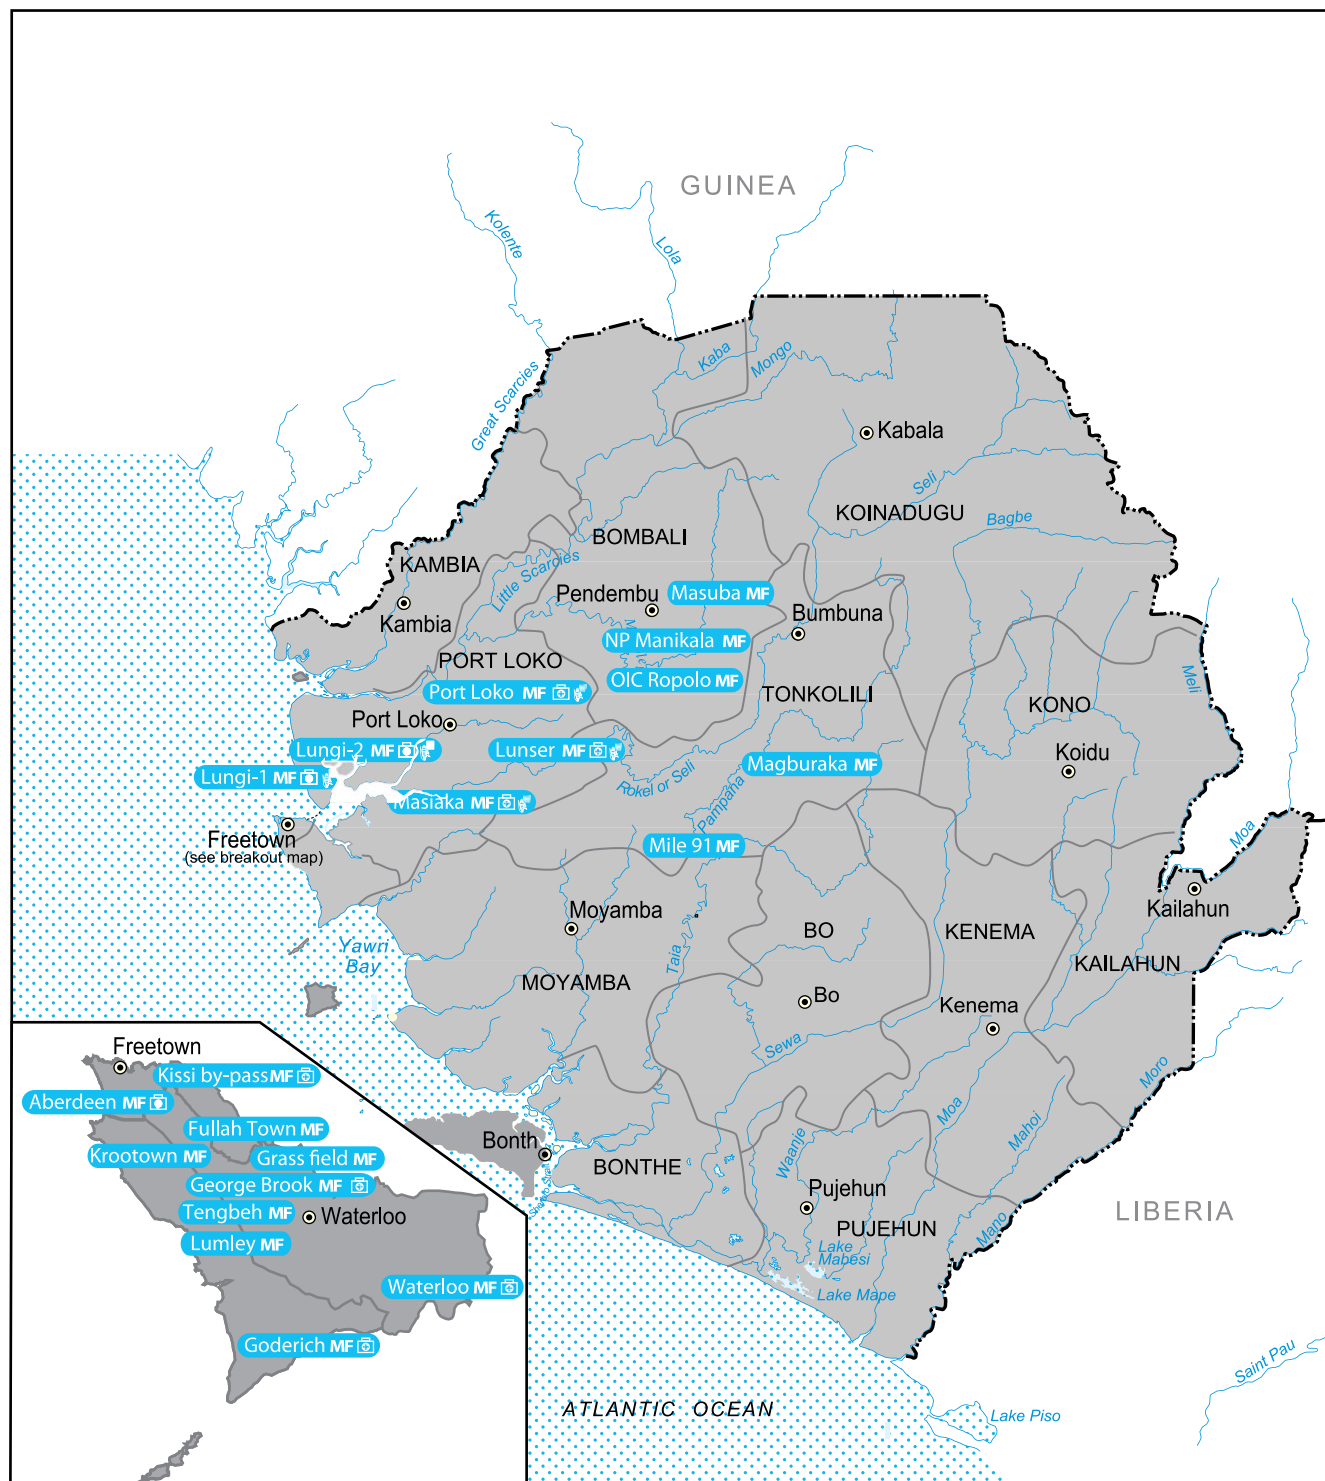 GUINEA
Kolente
Lola
Kaba
Mongo
Great Scarcies
Kabala
Seli
KOINADUGU
Bagbe
BOMBALI
KAMBIA
Little Scarcies
Pendembu
Masuba MF
Kambia
Bumbuna
NP Manikala MF
PORT LOKO
OIC Ropolo MF
Meli
Port Loko MF
TONKOLILI
KONO
Port Loko
Lungi-2 MF
Lunser MF
Koidu
Magburaka MF
Lungi-1 MF
Rokel or Seli
Masiaka MF
Pampana
Freetown
(see breakout map)
Mile 91 MF
Moa
Kailahun
Moyamba
BO
KENEMA
Yawri
Bay
Taia
KAILAHUN
MOYAMBA
Bo
Kenema
Sewa
Freetown
Kissi by-pass MF
Moro
Aberdeen MF
Moa
Mahoi
Fullah Town MF
Krootown MF
Grass field MF
Bonth
BONTHE
Waanje
George Brook MF
Pujehun
Tengbeh MF
Waterloo
LIBERIA
PUJEHUN
Mano
Lumley MF
Lake
Mabesi
Waterloo MF
Lake Mape
Goderich MF
Saint Pau
ATLANTIC OCEAN
Lake Piso